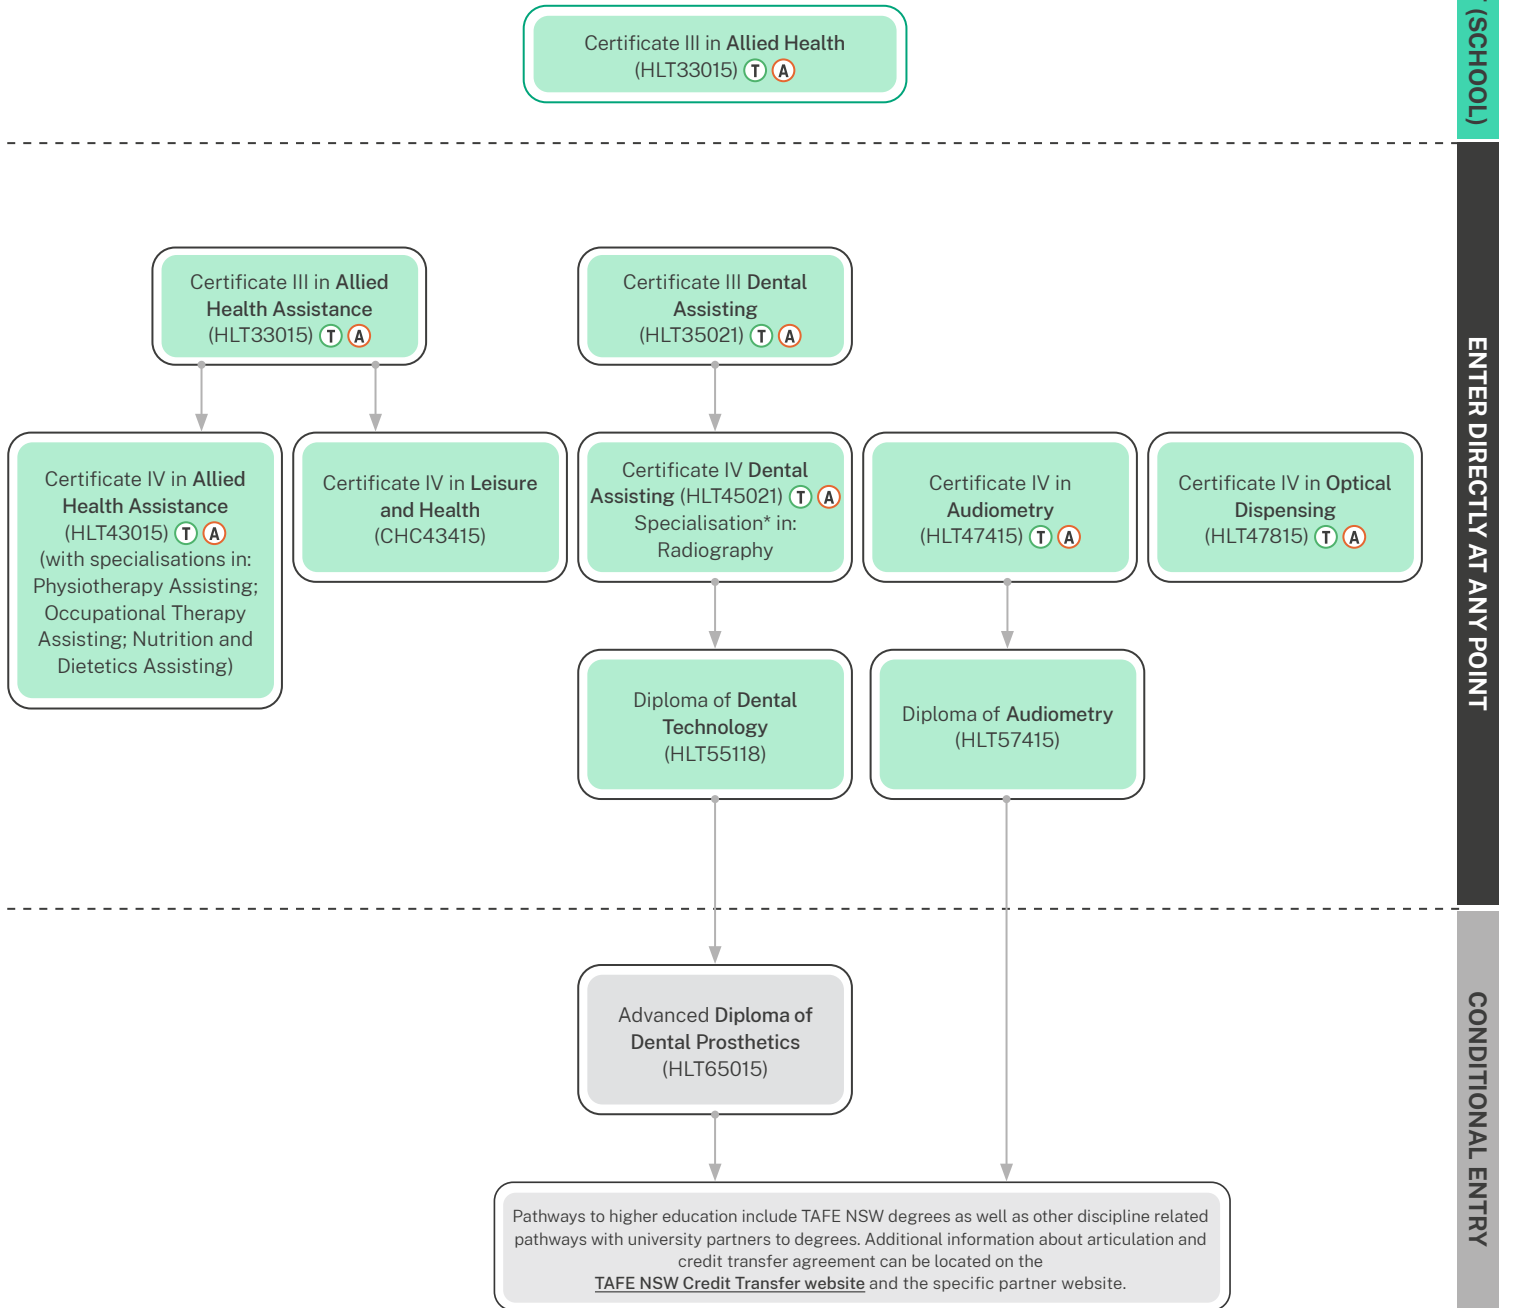 Certificate III in Allied Health
(HLT33015) T A
(SCHOOL)
ENTER DIRECTLY AT ANY POINT
Certificate III in Allied
Health Assistance
(HLT33015) T A
Certificate III Dental
Assisting
(HLT35021) T A
Certificate IV in Allied
Health Assistance
(HLT43015) T A
(with specialisations in:
Physiotherapy Assisting;
Occupational Therapy
Assisting; Nutrition and
Dietetics Assisting)
Certificate IV in Leisure
and Health
(CHC43415)
Certificate IV Dental
Assisting (HLT45021) T A
Specialisation* in:
Radiography
Certificate IV in
Audiometry
(HLT47415) T A
Certificate IV in Optical
Dispensing
(HLT47815) T A
Diploma of Dental
Technology
(HLT55118)
Diploma of Audiometry
(HLT57415)
CONDITIONAL ENTRY
Advanced Diploma of
Dental Prosthetics
(HLT65015)
Pathways to higher education include TAFE NSW degrees as well as other discipline related
pathways with university partners to degrees. Additional information about articulation and
credit transfer agreement can be located on the
TAFE NSW Credit Transfer website and the specific partner website.